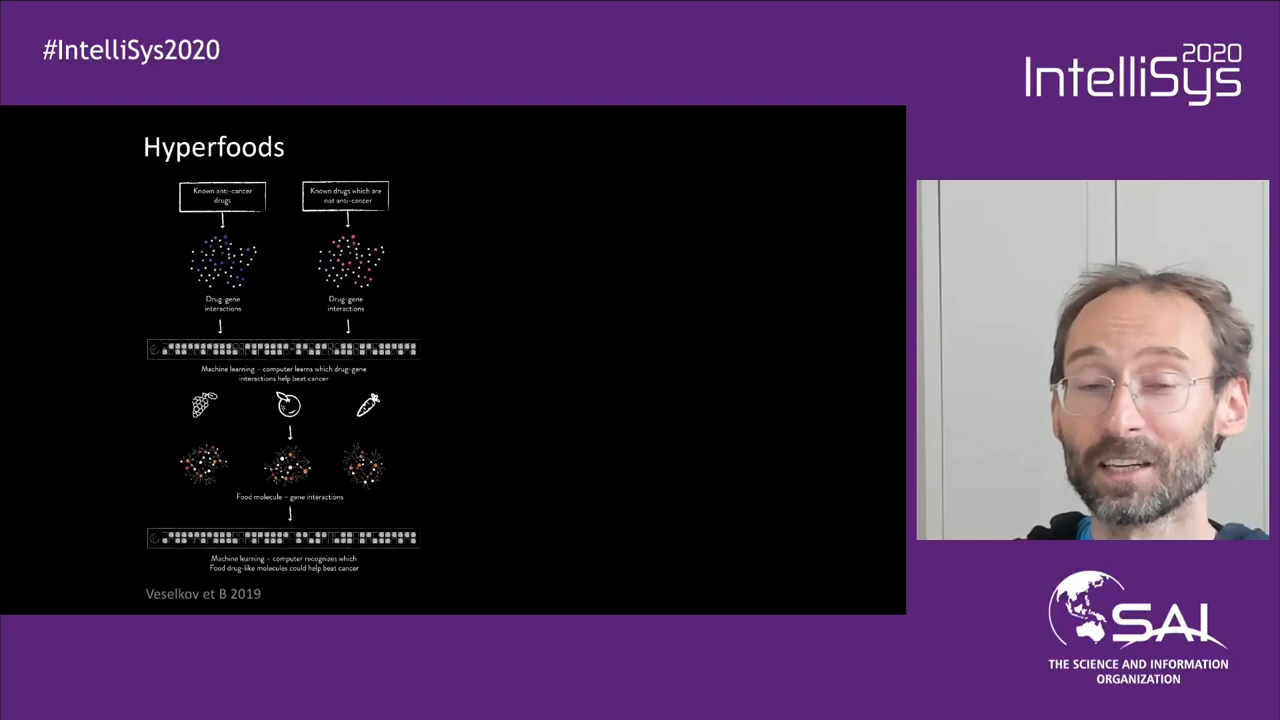 #IntelliSys2020
2020
IntelliSys
Hyperfoods
Known anti-cancer
drugs
Known drugs which are
not anti-cancer
Drug-gene
interactions
Drug-gene
interactions
Machine learning – computer learns which drug-gene
interactions help beat cancer
Food molecule – gene interactions
Machine learning – computer recognizes which
Food drug-like molecules could help beat cancer
Veselkov et B 2019
SAI
THE SCIENCE AND INFORMATION
ORGANIZATION